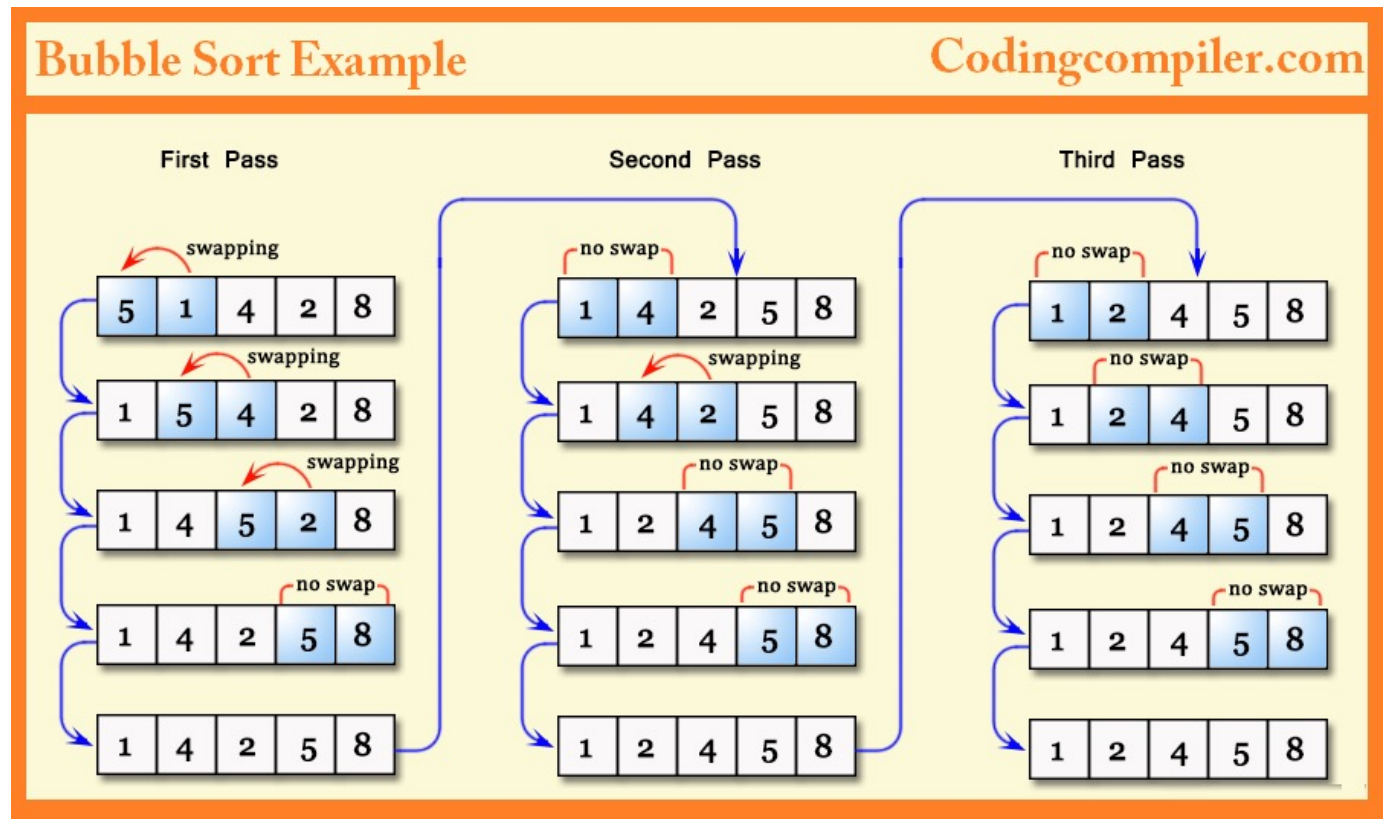 Bubble Sort Example
Codingcompiler.com
First Pass
swapping
5 1 4 2 8
swapping
1 5 4 2 8
swapping
1 4 5 2 8
no swap
1 4 2 5 8
1 4 2 5 8
Second Pass
no swap
1 4 2 5 8
swapping
1 4 2 5 8
no swap
1 2 4 5 8
no swap
1 2 4 5 8
1 2 4 5 8
Third Pass
no swap
1 2 4 5 8
no swap
1 2 4 5 8
no swap
1 2 4 5 8
no swap
1 2 4 5 8
1 2 4 5 8